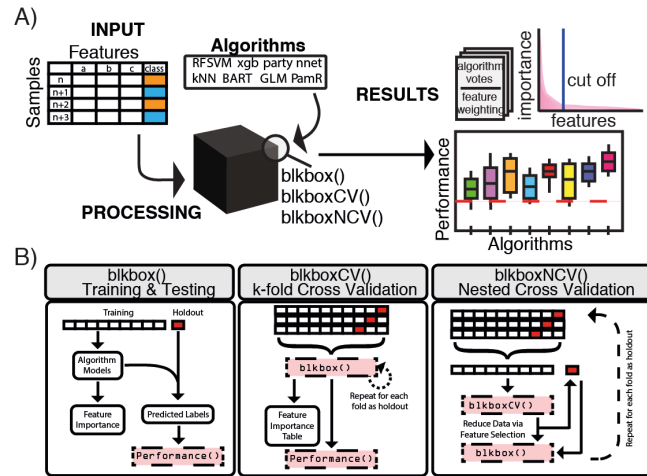 A)
INPUT
Features
Samples
a b c class
n
n+1
n+2
n+3
Algorithms
RFSVM xgb party nnet
kNN BART GLM PamR
PROCESSING
blkbox()
blkboxCV()
blkboxNCV()
RESULTS
algorithm
votes
feature
weighting
importance
cut off
features
Performance
Algorithms
B)
blkbox()
Training & Testing
Training
Holdout
Algorithm
Models
Feature
Importance
Predicted Labels
Performance()
blkboxCV()
k-fold Cross Validation
blkbox()
Repeat for each
fold as holdout
Feature
Importance
Table
Performance()
blkboxNCV()
Nested Cross Validation
blkboxCV()
Reduce Data via
Feature Selection
blkbox()
Repeat for each fold as holdout